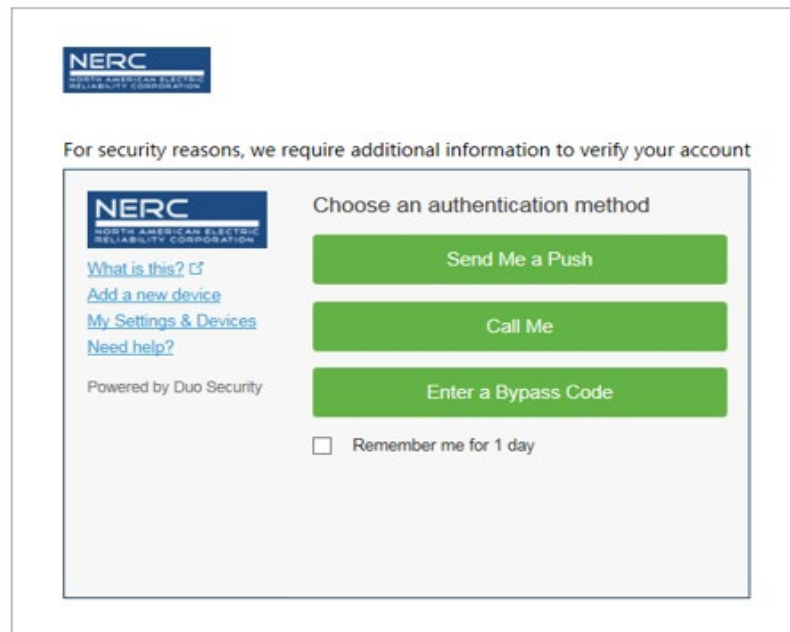 NERC
NORTH AMERICAN ELECTRIC
RELIABILITY CORPORATION
For security reasons, we require additional information to verify your account
NERC
NORTH AMERICAN ELECTRIC
RELIABILITY CORPORATION
What is this?
Add a new device
My Settings & Devices
Need help?
Powered by Duo Security
Choose an authentication method
Send Me a Push
Call Me
Enter a Bypass Code
Remember me for 1 day